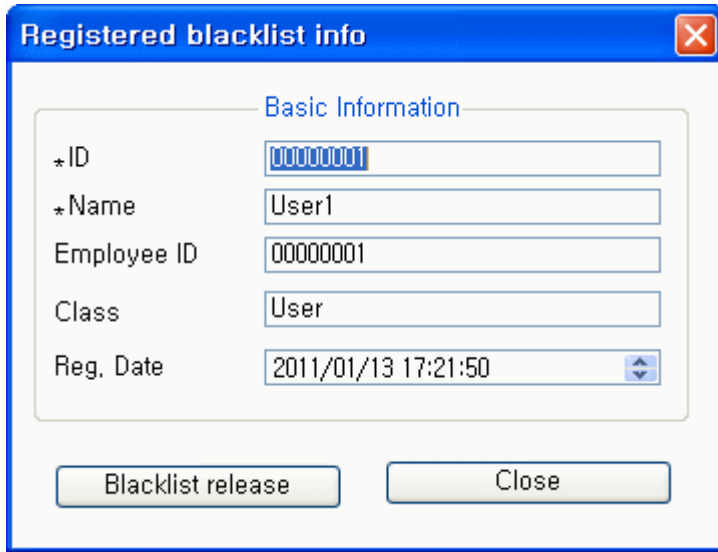 Registered blacklist info
Basic Information
*ID 00000001
*Name User1
Employee ID 00000001
Class User
Reg. Date 2011/01/13 17:21:50
Blacklist release Close